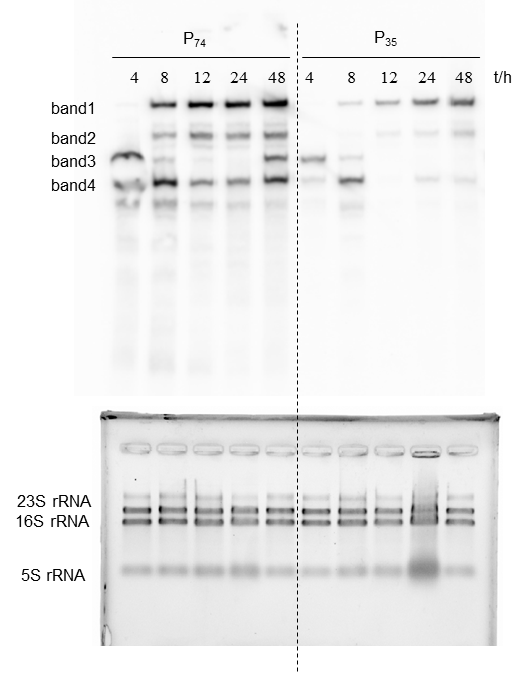 P74 P35
4 8 12 24 48 4 8 12 24 48 t/h
band1
band2
band3
band4
23S rRNA
16S rRNA
5S rRNA